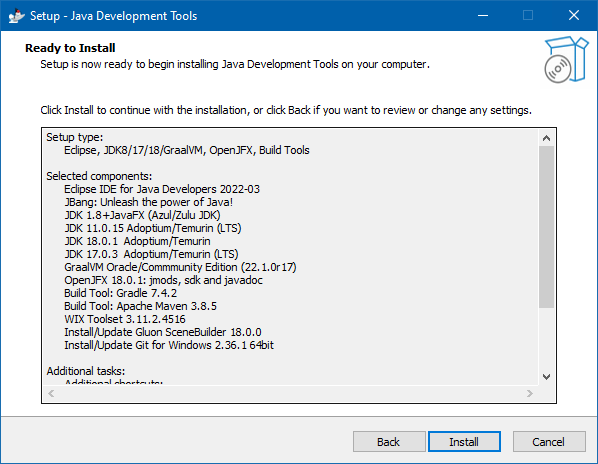 Setup - Java Development Tools
Ready to Install
Setup is now ready to begin installing Java Development Tools on your computer.
Click Install to continue with the installation, or click Back if you want to review or change any settings.
Setup type:
Eclipse, JDK8/17/18/GraalVM, OpenJFX, Build Tools
Selected components:
Eclipse IDE for Java Developers 2022-03
JBang: Unleash the power of Java!
JDK 1.8+JavaFX (Azul/Zulu JDK)
JDK 11.0.15 Adoptium/Temurin (LTS)
JDK 18.0.1 Adoptium/Temurin
JDK 17.0.3 Adoptium/Temurin (LTS)
GraalVM Oracle/Commmunity Edition (22.1.0r17)
OpenJFX 18.0.1: jmods, sdk and javadoc
Build Tool: Gradle 7.4.2
Build Tool: Apache Maven 3.8.5
WIX Toolset 3.11.2.4516
Install/Update Gluon SceneBuilder 18.0.0
Install/Update Git for Windows 2.36.1 64bit
Additional tasks:
Additional shortcuts:
Back
Install
Cancel